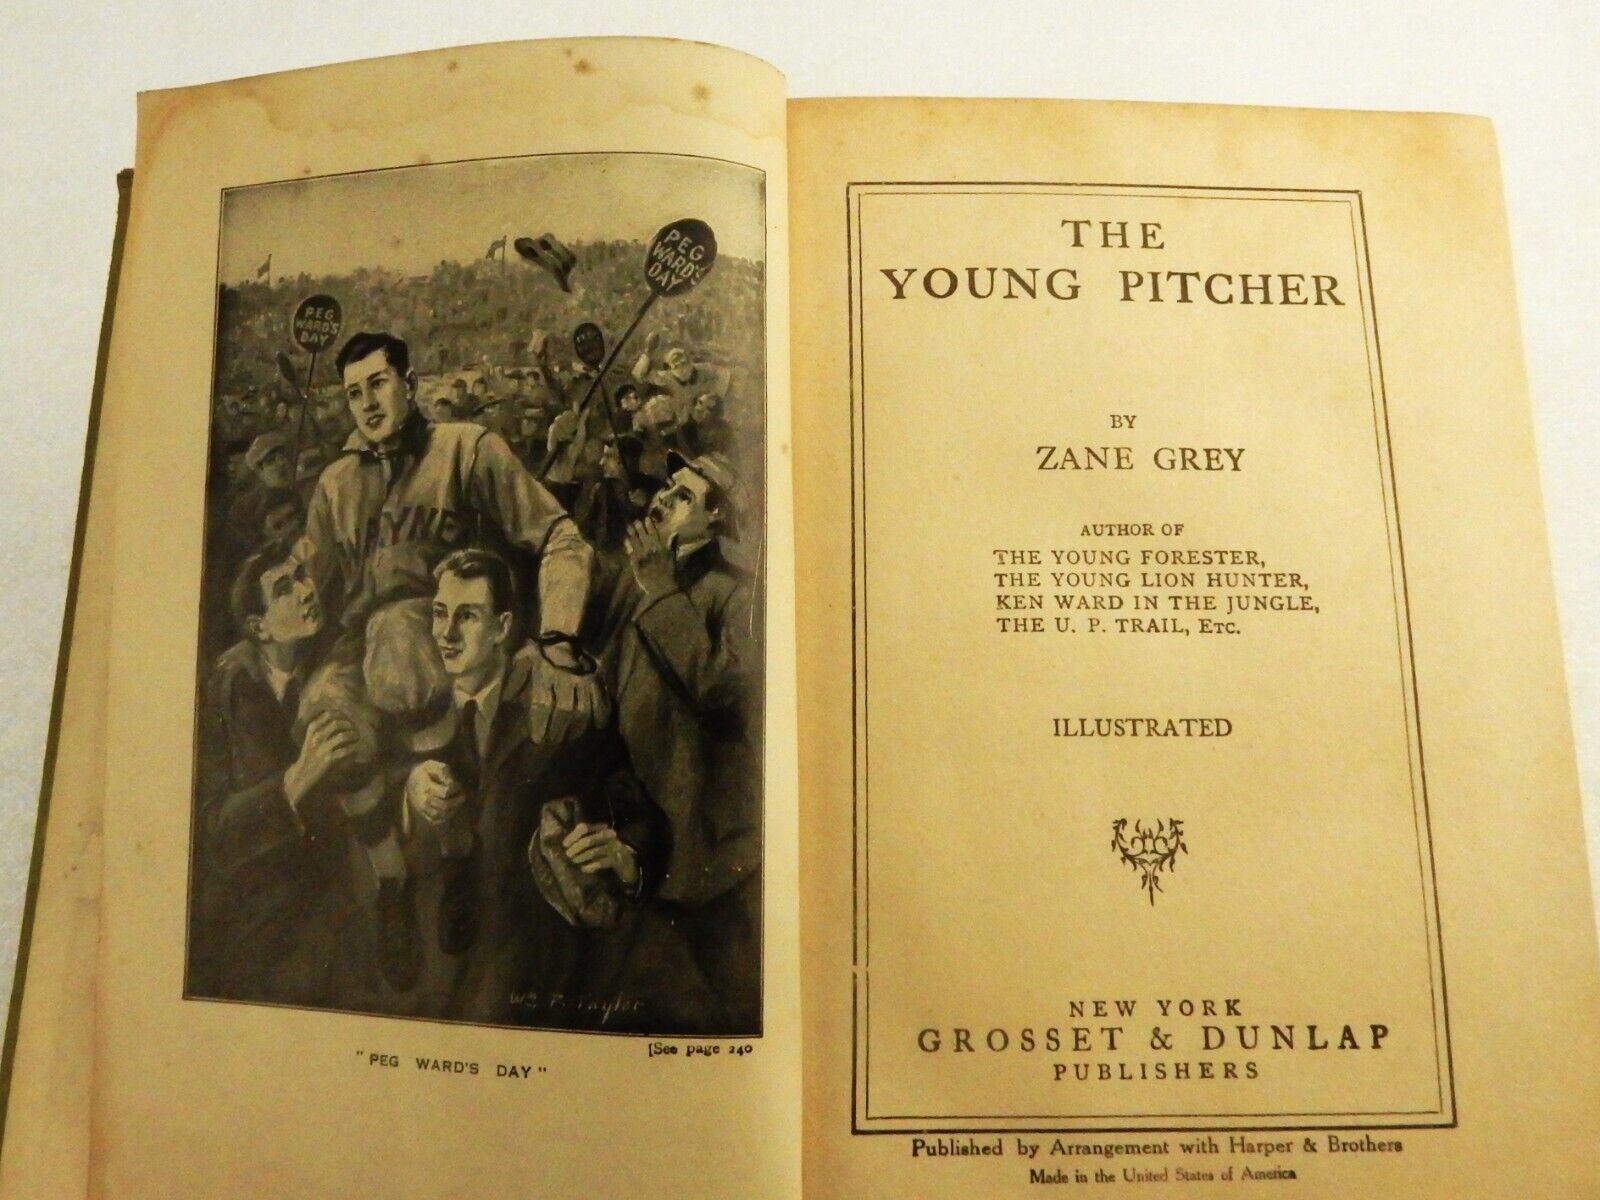 PEG
WARD'S
DAY
PEG
WARD'S
DAY
WAYNE
Wm P. Taylor
[See page 240
"PEG WARD'S DAY"
THE
YOUNG PITCHER
BY
ZANE GREY
AUTHOR OF
THE YOUNG FORESTER,
THE YOUNG LION HUNTER,
KEN WARD IN THE JUNGLE,
THE U. P. TRAIL, ETC.
ILLUSTRATED
NEW YORK
GROSSET & DUNLAP
PUBLISHERS
Published by Arrangement with Harper & Brothers
Made in the United States of America